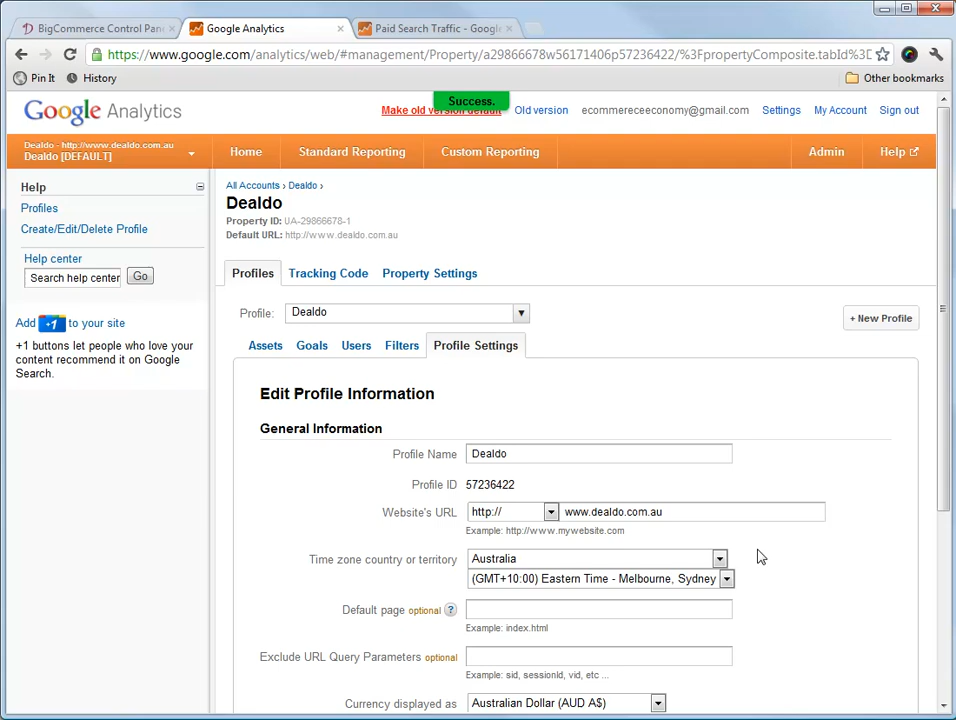 BigCommerce Control Pan
Google Analytics
Paid Search Traffic - Google
https://www.google.com/analytics/web/#management/Property/a29866678w56171406p57236422/%3FpropertyComposite.tabId%3D
Pin It
History
Other bookmarks
Google Analytics
Make old version default
Success.
Old version
ecommerceeconomy@gmail.com
Settings
My Account
Sign out
Dealdo - http://www.dealdo.com.au
Dealdo [DEFAULT]
Home
Standard Reporting
Custom Reporting
Admin
Help
Help
Profiles
Create/Edit/Delete Profile
Help center
Search help center
Go
Add +1 to your site
+1 buttons let people who love your
content recommend it on Google
Search.
All Accounts › Dealdo ›
Dealdo
Property ID: UA-29866678-1
Default URL: http://www.dealdo.com.au
Profiles
Tracking Code
Property Settings
Profile: Dealdo
+ New Profile
Assets
Goals
Users
Filters
Profile Settings
Edit Profile Information
General Information
Profile Name Dealdo
Profile ID 57236422
Website's URL http:// www.dealdo.com.au
Example: http://www.mywebsite.com
Time zone country or territory Australia
(GMT+10:00) Eastern Time - Melbourne, Sydney
Default page optional ?
Example: index.html
Exclude URL Query Parameters optional
Example: sid, sessionId, vid, etc ...
Currency displayed as Australian Dollar (AUD A$)